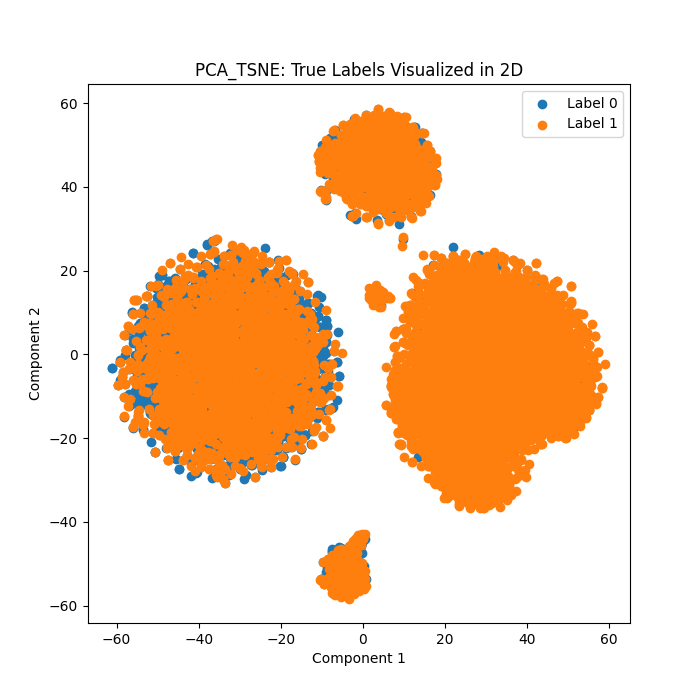 PCA_TSNE: True Labels Visualized in 2D
Label 0
Label 1
60
40
20
0
−20
−40
−60
Component 2
−60
−40
−20
0
20
40
60
Component 1